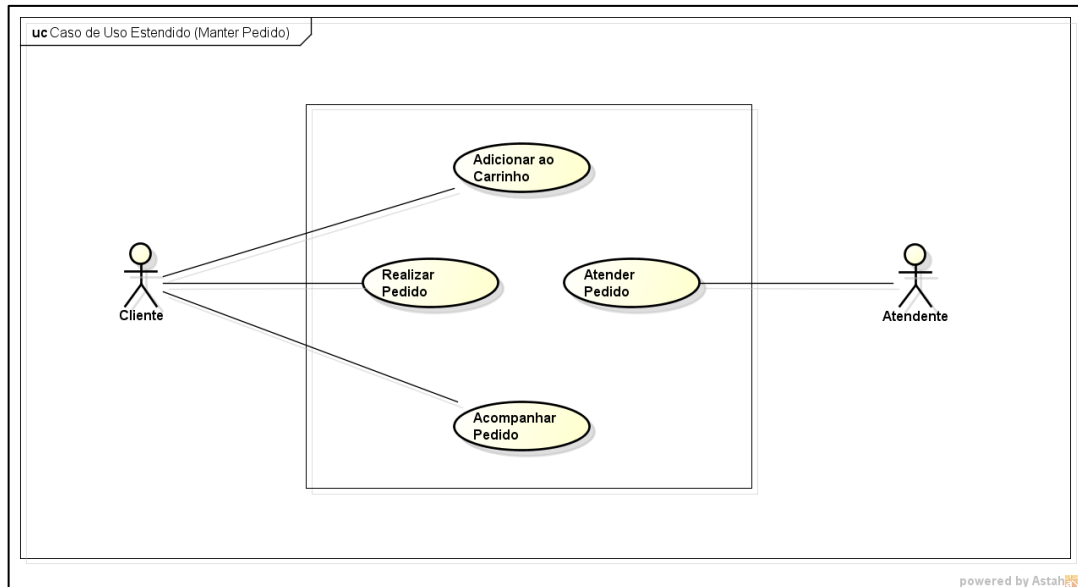 uc Caso de Uso Estendido (Manter Pedido)
Adicionar ao
Carrinho
Realizar
Pedido
Atender
Pedido
Cliente
Atendente
Acompanhar
Pedido
powered by Astah